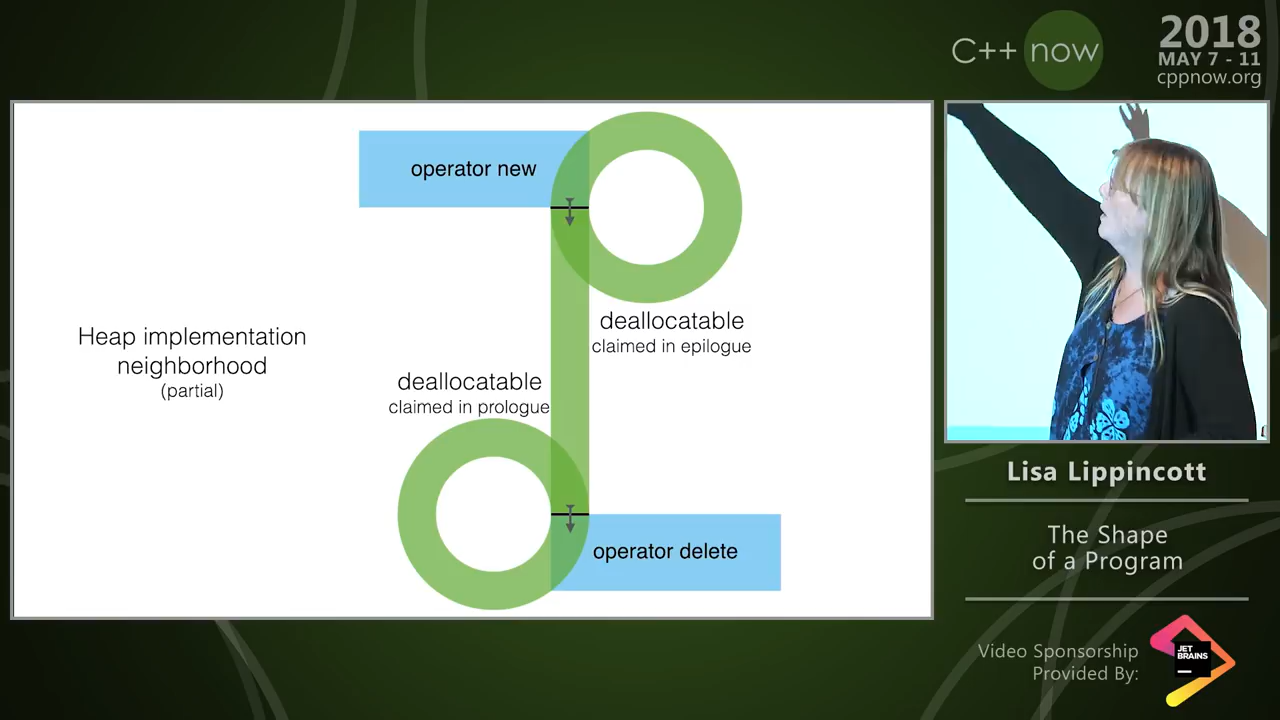 C++ now
2018
MAY 7 - 11
cppnow.org
operator new
deallocatable
claimed in epilogue
Heap implementation
neighborhood
(partial)
deallocatable
claimed in prologue
operator delete
Lisa Lippincott
The Shape
of a Program
Video Sponsorship
Provided By:
JET
BRAINS